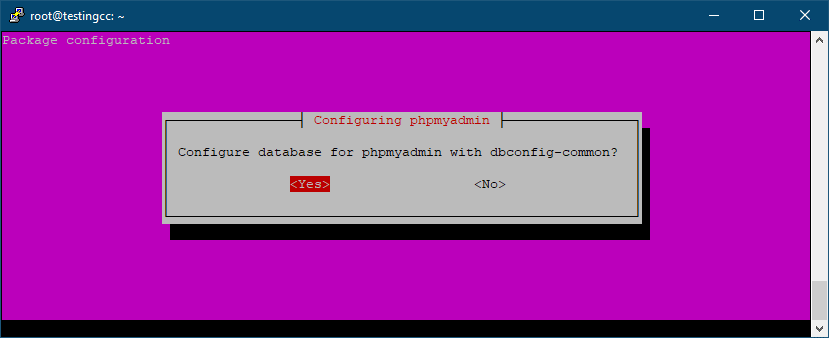 root@testingcc: ~
Package configuration
Configuring phpmyadmin
Configure database for phpmyadmin with dbconfig-common?
<Yes> <No>